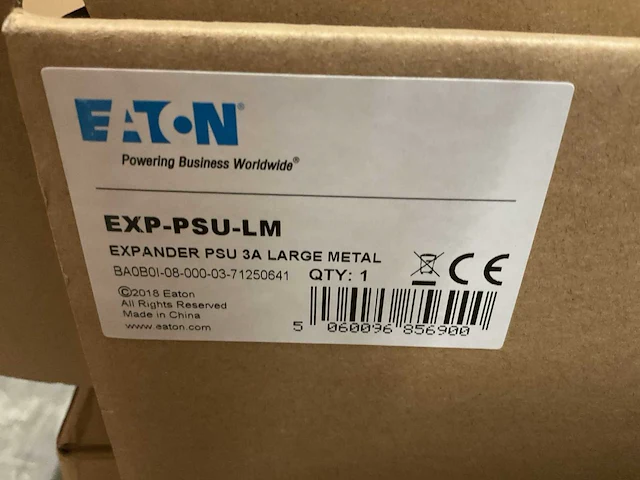 EATON®
Powering Business Worldwide®
EXP-PSU-LM
EXPANDER PSU 3A LARGE METAL
BA0B0I-08-000-03-71250641 QTY: 1
CE
©2018 Eaton
All Rights Reserved
Made in China
www.eaton.com
5 060096 856900